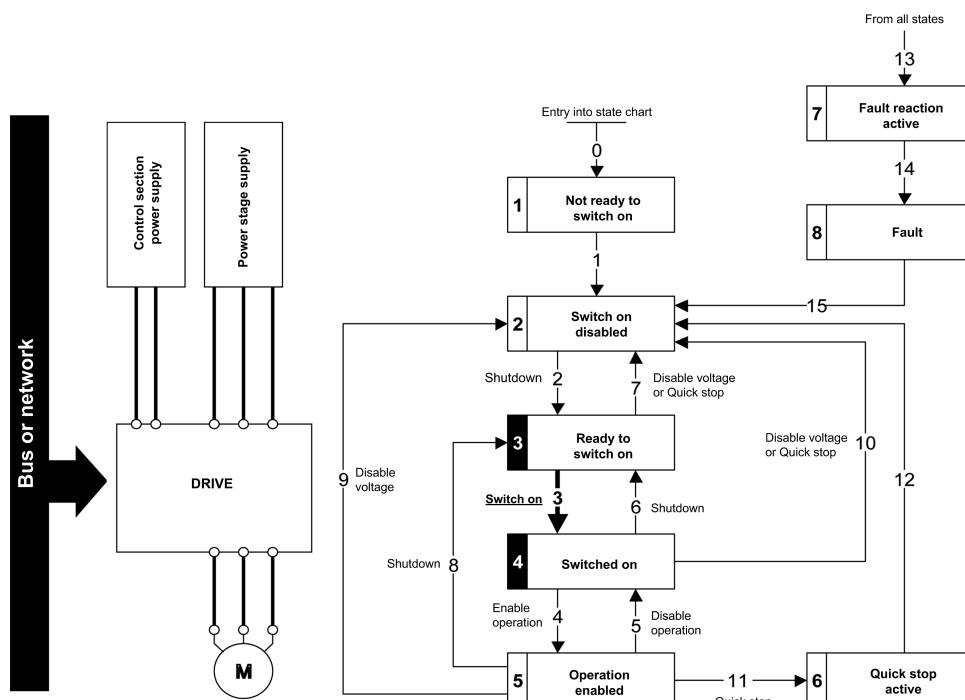 From all states
13
7
Fault reaction
active
Entry into state chart
0
14
Control section
power supply
Power stage supply
1
Not ready to
switch on
8
Fault
1
15
2
Switch on
disabled
Shutdown
2
7
Disable voltage
or Quick stop
Bus or network
3
Ready to
switch on
Disable voltage
or Quick stop
10
9
Disable
voltage
12
DRIVE
Switch on
3
6
Shutdown
Shutdown
8
4
Switched on
Enable
operation
4
5
Disable
operation
M
5
Operation
enabled
11
Quick stop
6
Quick stop
active